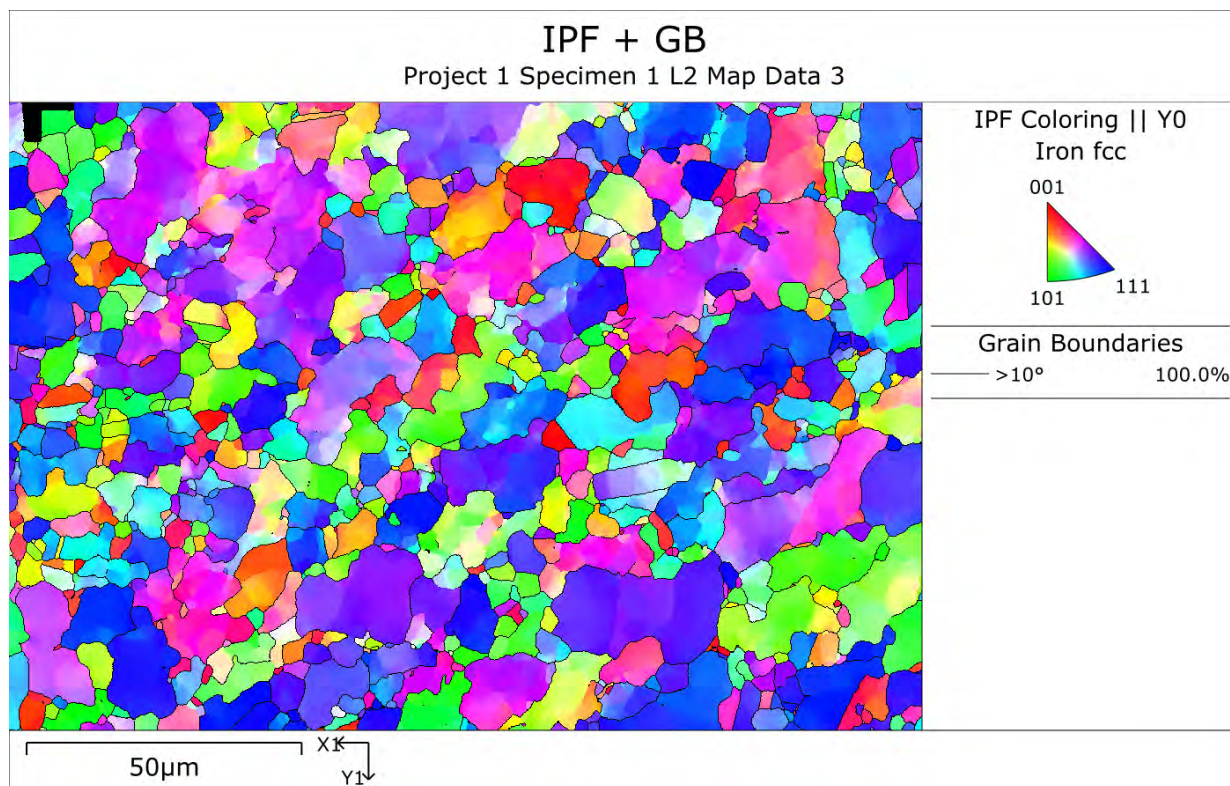 IPF + GB
Project 1 Specimen 1 L2 Map Data 3
IPF Coloring || Y0
Iron fcc
001
101
111
Grain Boundaries
>10° 100.0%
50µm
X1
Y1